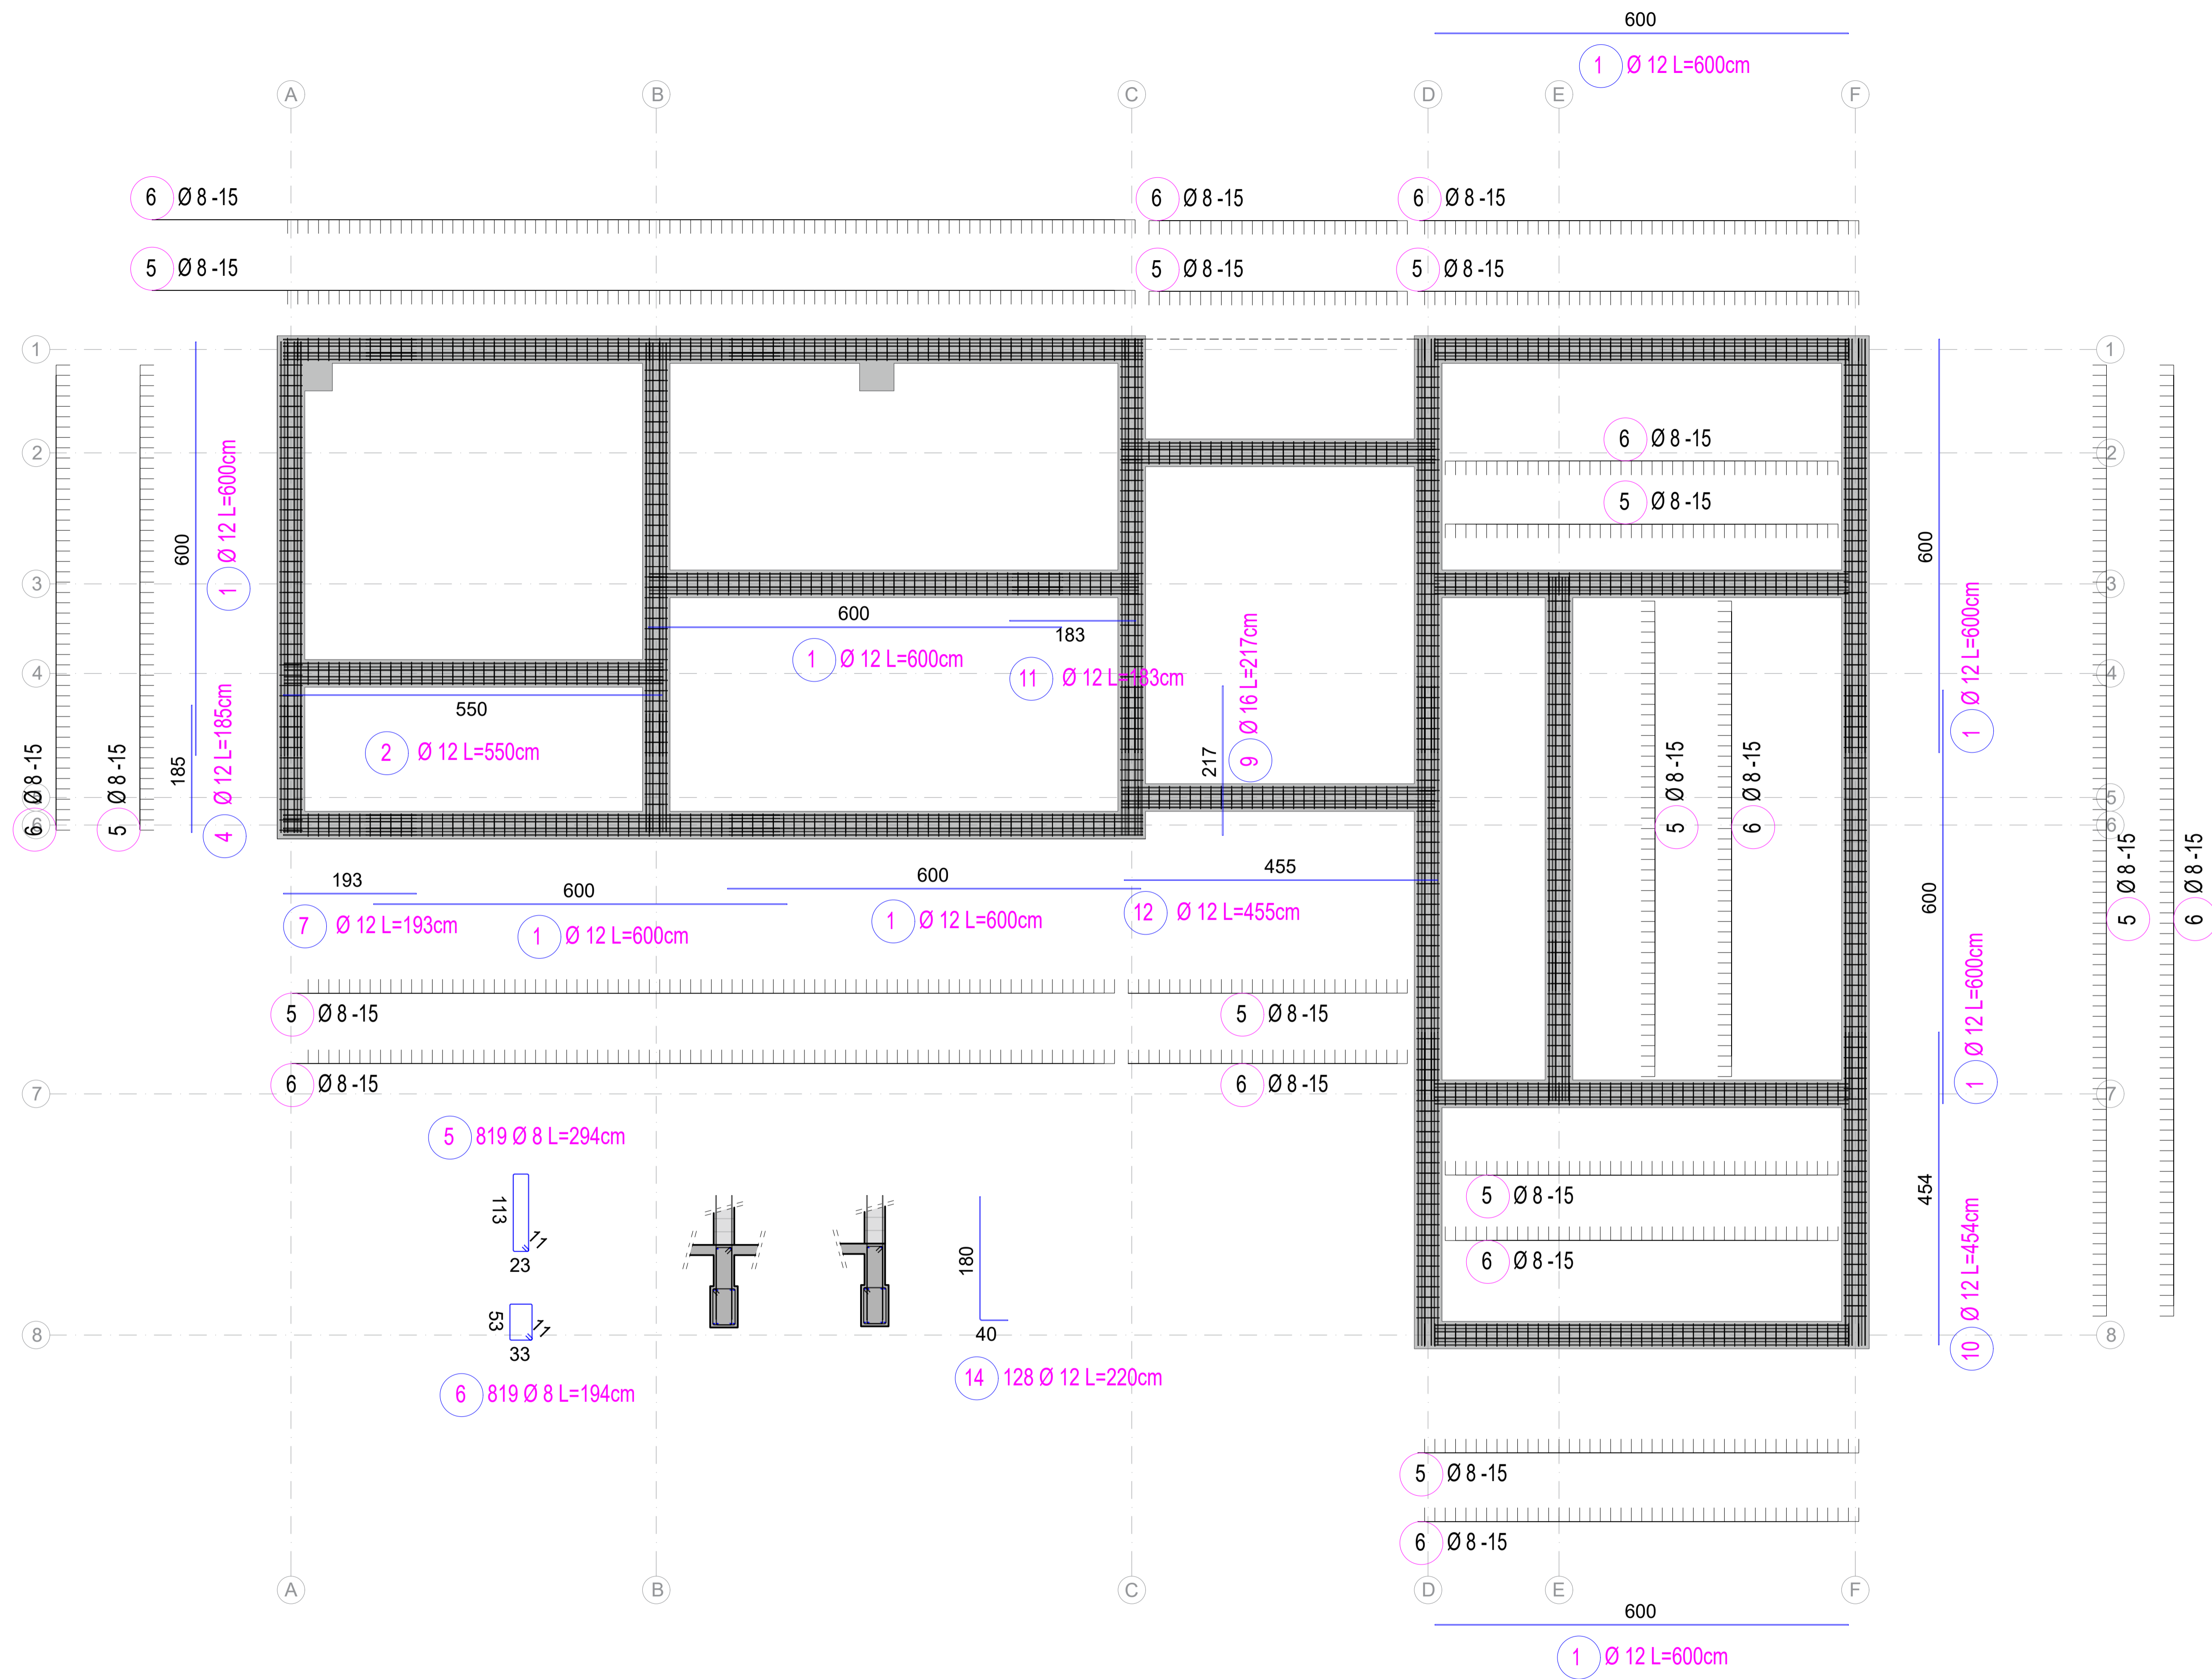 600
1 Ø 12 L=600cm
A B C D E F
6 Ø 8 -15 6 Ø 8 -15 6 Ø 8 -15
5 Ø 8 -15 5 Ø 8 -15 5 Ø 8 -15
1 1
2 2
6 Ø 8 -15
5 Ø 8 -15
600
1 Ø 12 L=600cm
600
1 Ø 12 L=600cm
3 3
600
183
1 Ø 12 L=600cm
11 Ø 12 L=183cm
4 4
550
2 Ø 12 L=550cm
217
9 Ø 16 L=217cm
185
4 Ø 12 L=185cm
6 Ø 8 -15
5 Ø 8 -15
5 Ø 8 -15
6 Ø 8 -15
5
6 6
193
600
600
455
7 Ø 12 L=193cm
1 Ø 12 L=600cm
1 Ø 12 L=600cm
12 Ø 12 L=455cm
600
1 Ø 12 L=600cm
5 Ø 8 -15
6 Ø 8 -15
5 Ø 8 -15 5 Ø 8 -15
6 Ø 8 -15 6 Ø 8 -15
7 7
5 819 Ø 8 L=294cm
113
11
23
53
11
33
6 819 Ø 8 L=194cm
180
40
14 128 Ø 12 L=220cm
5 Ø 8 -15
6 Ø 8 -15
454
10 Ø 12 L=454cm
8 8
5 Ø 8 -15
6 Ø 8 -15
A B C D E F
600
1 Ø 12 L=600cm